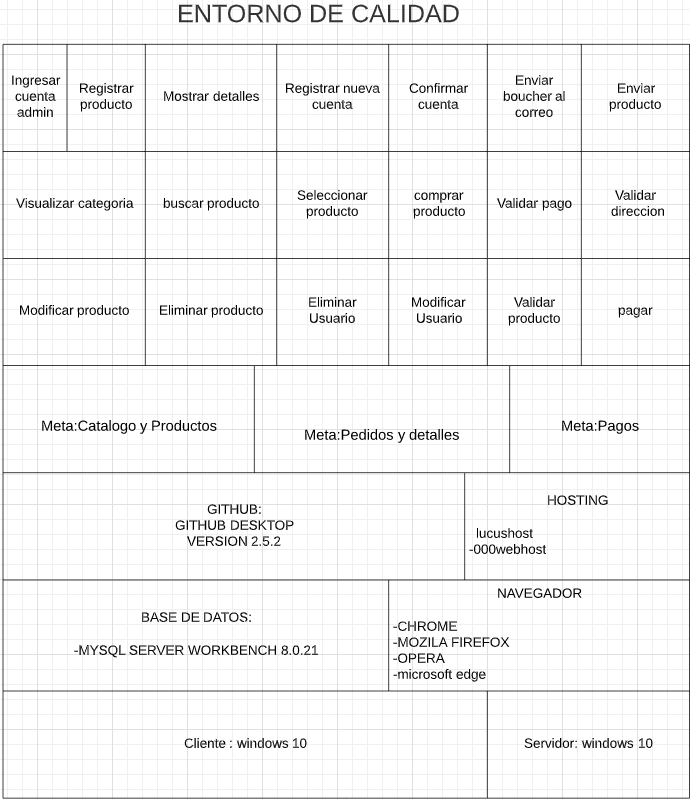 ENTORNO DE CALIDAD
Ingresar
cuenta
admin
Registrar
producto
Mostrar detalles
Registrar nueva
cuenta
Confirmar
cuenta
Enviar
boucher al
correo
Enviar
producto
Visualizar categoria
buscar producto
Seleccionar
producto
comprar
producto
Validar pago
Validar
direccion
Modificar producto
Eliminar producto
Eliminar
Usuario
Modificar
Usuario
Validar
producto
pagar
Meta:Catalogo y Productos
Meta:Pedidos y detalles
Meta:Pagos
GITHUB:
GITHUB DESKTOP
VERSION 2.5.2
HOSTING
lucushost
-000webhost
BASE DE DATOS:
-MYSQL SERVER WORKBENCH 8.0.21
NAVEGADOR
-CHROME
-MOZILA FIREFOX
-OPERA
-microsoft edge
Cliente : windows 10
Servidor: windows 10